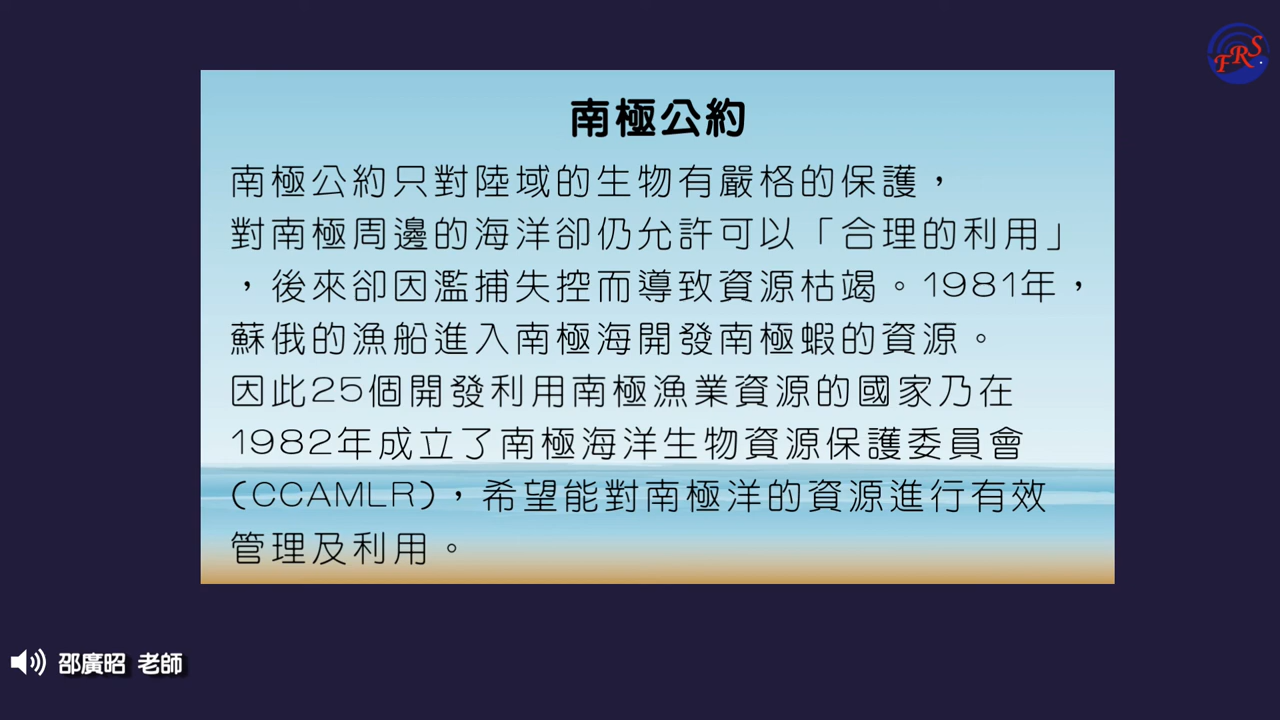 FRS
南極公約
南極公約只對陸域的生物有嚴格的保護，
對南極周邊的海洋卻仍允許可以「合理的利用」
，後來卻因濫捕失控而導致資源枯竭。1981年，
蘇俄的漁船進入南極海開發南極蝦的資源。
因此25個開發利用南極漁業資源的國家乃在
1982年成立了南極海洋生物資源保護委員會
(CCAMLR)，希望能對南極洋的資源進行有效
管理及利用。
邵廣昭 老師